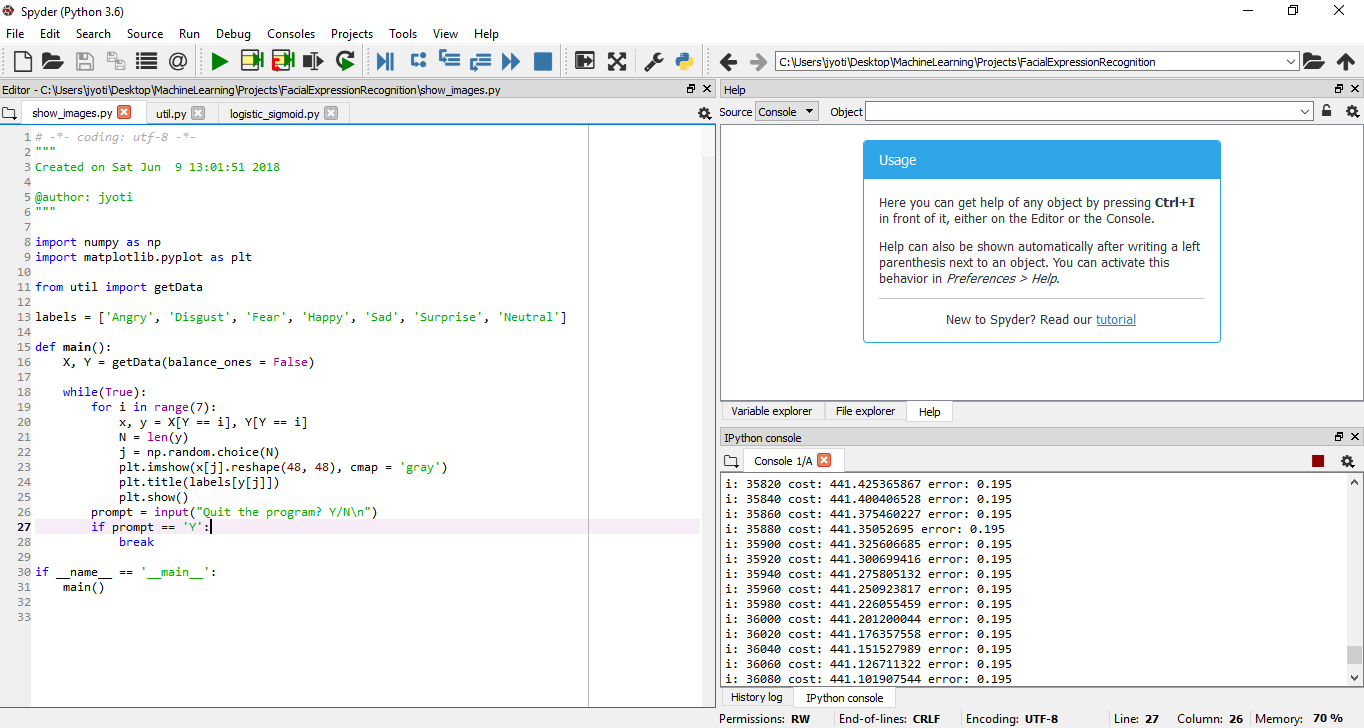 Spyder (Python 3.6)
File Edit Search Source Run Debug Consoles Projects Tools View Help
C:\Users\jyoti\Desktop\MachineLearning\Projects\FacialExpressionRecognition
Editor - C:\Users\jyoti\Desktop\MachineLearning\Projects\FacialExpressionRecognition\show_images.py
show_images.py util.py logistic_sigmoid.py
1 # -*- coding: utf-8 -*-
2 """
3 Created on Sat Jun  9 13:01:51 2018
4
5 @author: jyoti
6 """
7
8 import numpy as np
9 import matplotlib.pyplot as plt
10
11 from util import getData
12
13 labels = ['Angry', 'Disgust', 'Fear', 'Happy', 'Sad', 'Surprise', 'Neutral']
14
15 def main():
16     X, Y = getData(balance_ones = False)
17
18     while(True):
19         for i in range(7):
20             x, y = X[Y == i], Y[Y == i]
21             N = len(y)
22             j = np.random.choice(N)
23             plt.imshow(x[j].reshape(48, 48), cmap = 'gray')
24             plt.title(labels[y[j]])
25             plt.show()
26         prompt = input("Quit the program? Y/N\n")
27         if prompt == 'Y':
28             break
29
30 if __name__ == '__main__':
31     main()
32
33
Help
Source Console Object
Usage
Here you can get help of any object by pressing Ctrl+I
in front of it, either on the Editor or the Console.
Help can also be shown automatically after writing a left
parenthesis next to an object. You can activate this
behavior in Preferences > Help.
New to Spyder? Read our tutorial
Variable explorer File explorer Help
IPython console
Console 1/A
i: 35820 cost: 441.425365867 error: 0.195
i: 35840 cost: 441.400406528 error: 0.195
i: 35860 cost: 441.375460227 error: 0.195
i: 35880 cost: 441.35052695 error: 0.195
i: 35900 cost: 441.325606685 error: 0.195
i: 35920 cost: 441.300699416 error: 0.195
i: 35940 cost: 441.275805132 error: 0.195
i: 35960 cost: 441.250923817 error: 0.195
i: 35980 cost: 441.226055459 error: 0.195
i: 36000 cost: 441.201200044 error: 0.195
i: 36020 cost: 441.176357558 error: 0.195
i: 36040 cost: 441.151527989 error: 0.195
i: 36060 cost: 441.126711322 error: 0.195
i: 36080 cost: 441.101907544 error: 0.195
History log IPython console
Permissions: RW End-of-lines: CRLF Encoding: UTF-8 Line: 27 Column: 26 Memory: 70 %